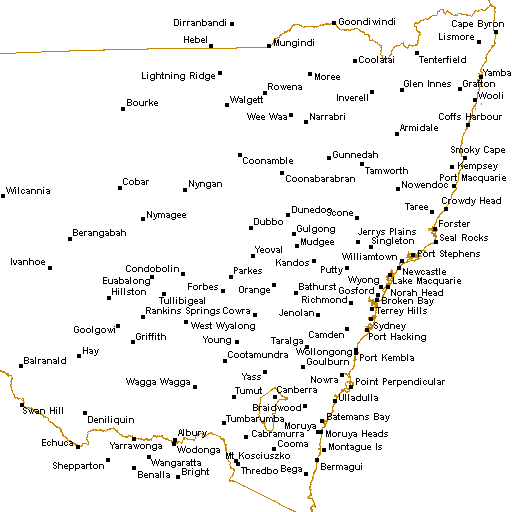 Dirranbandi
Goondiwindi
Cape Byron
Hebel
Mungindi
Lismore
Coolatai
Tenterfield
Lightning Ridge
Moree
Yamba
Rowena
Inverell
Glen Innes
Grafton
Bourke
Walgett
Wooli
Wee Waa
Narrabri
Coffs Harbour
Armidale
Coonamble
Gunnedah
Smoky Cape
Tamworth
Kempsey
Coonabarabran
Port Macquarie
Wilcannia
Cobar
Nyngan
Nowendoc
Crowdy Head
Nymagee
Dunedoo
Scone
Taree
Dubbo
Forster
Berangabah
Gulgong
Jerrys Plains
Singleton
Seal Rocks
Mudgee
Yeoval
Port Stephens
Ivanhoe
Kandos
Williamtown
Condobolin
Parkes
Putty
Newcastle
Euabalong
Wyong
Lake Macquarie
Forbes
Orange
Bathurst
Gosford
Norah Head
Hillston
Tullibigeal
Richmond
Broken Bay
Rankins Springs
Cowra
Jenolan
Terrey Hills
Goolgowi
West Wyalong
Sydney
Griffith
Young
Taralga
Camden
Port Hacking
Hay
Cootamundra
Wollongong
Port Kembla
Balranald
Goulburn
Yass
Nowra
Wagga Wagga
Point Perpendicular
Tumut
Canberra
Ulladulla
Swan Hill
Braidwood
Deniliquin
Tumbarumba
Batemans Bay
Moruya
Albury
Cabramurra
Moruya Heads
Echuca
Yarrawonga
Wodonga
Cooma
Montague Is
Mt Kosciuszko
Shepparton
Wangaratta
Thredbo
Bega
Bermagui
Benalla
Bright